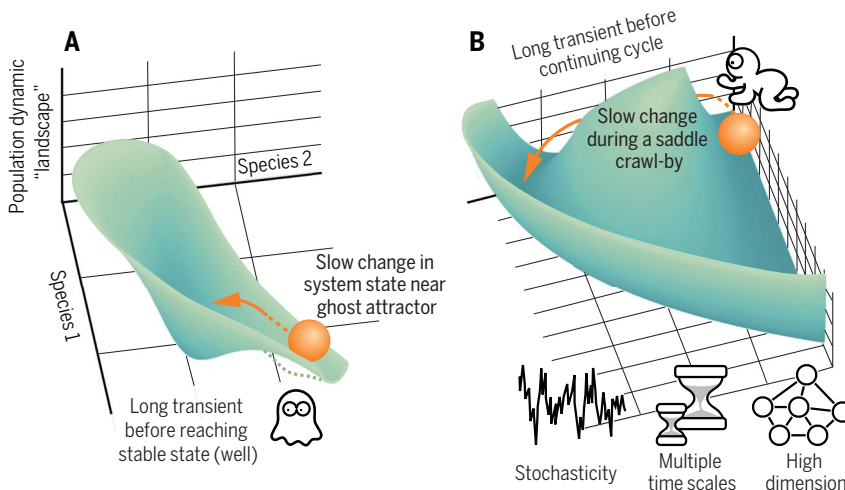 A
Population dynamic
“landscape”
Species 2
Species 1
Slow change in
system state near
ghost attractor
Long transient
before reaching
stable state (well)
B
Long transient before
continuing cycle
Slow change
during a saddle
crawl-by
Stochasticity
Multiple
time scales
High
dimension